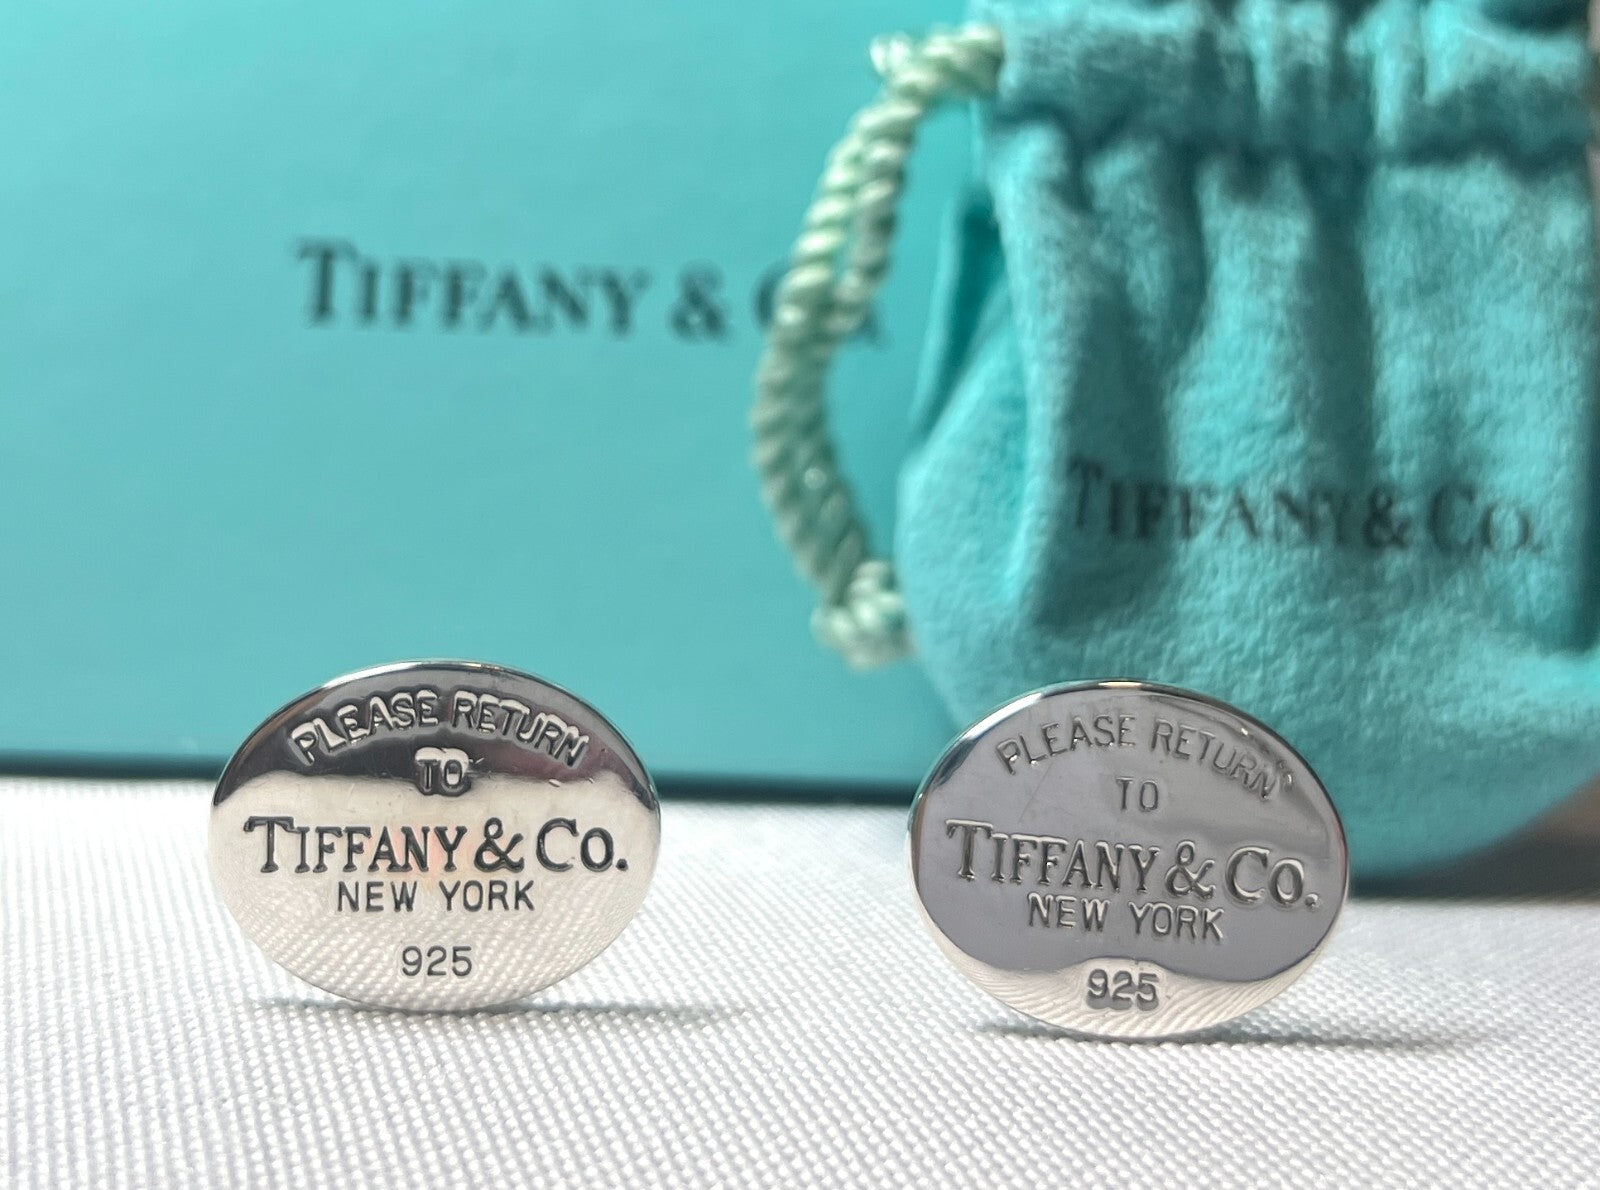 TIFFANY & CO.
TIFFANY & CO.
PLEASE RETURN
TO
TIFFANY & CO.
NEW YORK
925
PLEASE RETURN
TO
TIFFANY & CO.
NEW YORK
925